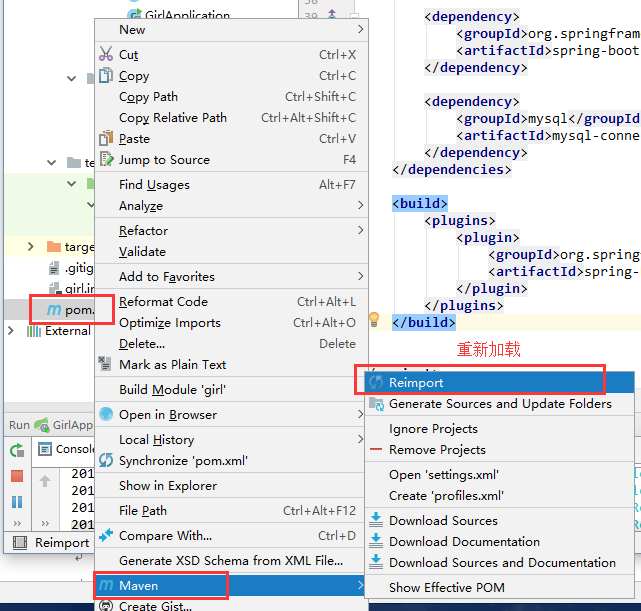 GirlApplication
38
39
New
Cut Ctrl+X
Copy Ctrl+C
Copy Path Ctrl+Shift+C
Copy Relative Path Ctrl+Alt+Shift+C
Paste Ctrl+V
Jump to Source F4
Find Usages Alt+F7
Analyze
Refactor
Validate
Add to Favorites
Reformat Code Ctrl+Alt+L
Optimize Imports Ctrl+Alt+O
Delete... Delete
Mark as Plain Text
Build Module 'girl'
Open in Browser
Local History
Synchronize 'pom.xml'
Show in Explorer
File Path Ctrl+Alt+F12
Compare With... Ctrl+D
Generate XSD Schema from XML File...
Maven
Create Gist...
te
targe
.gitig
girl.in
pom.
External
Run GirlApp
Console
201
201
201
201
Reimport
<dependency>
<groupId>org.springfram
<artifactId>spring-boot
</dependency>
<dependency>
<groupId>mysql</groupId
<artifactId>mysql-conne
</dependency>
</dependencies>
<build>
<plugins>
<plugin>
<groupId>org.spring
<artifactId>spring-
</plugin>
</plugins>
</build>
重新加载
Reimport
Generate Sources and Update Folders
Ignore Projects
Remove Projects
Open 'settings.xml'
Create 'profiles.xml'
Download Sources
Download Documentation
Download Sources and Documentation
Show Effective POM